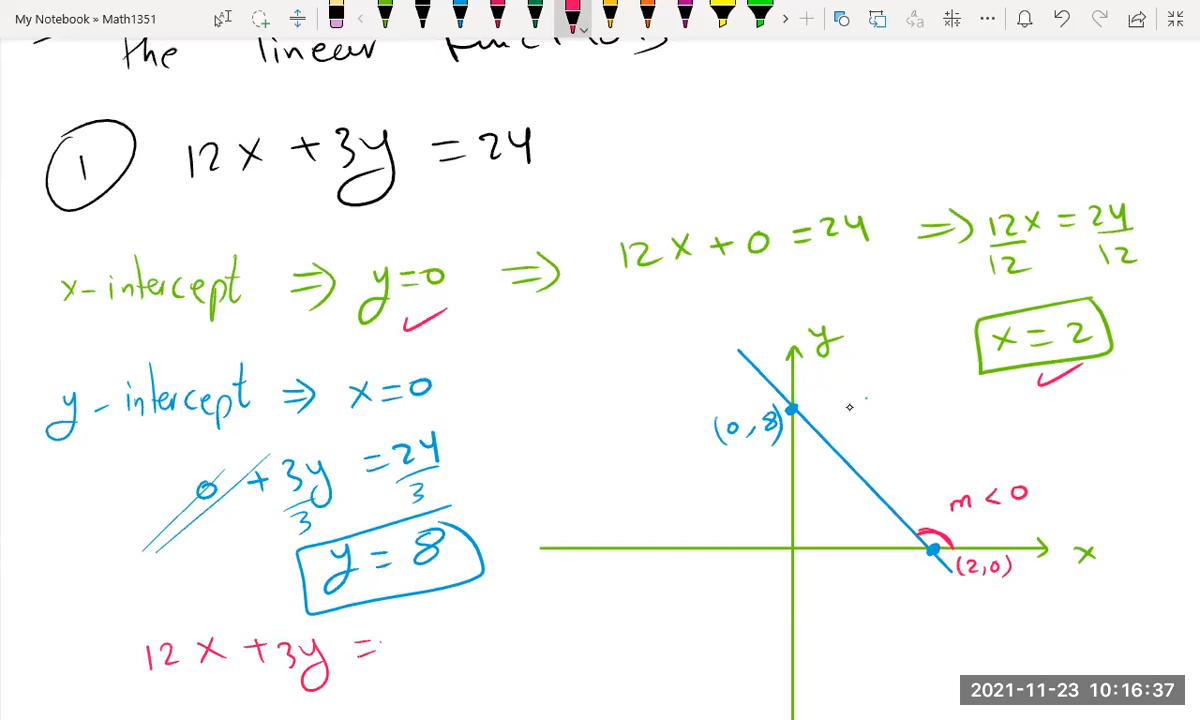 My Notebook » Math1351
the linear functions
1 12x + 3y = 24
x-intercept ⇒ y=0 ⇒ 12x + 0 = 24 ⇒ 12x/12 = 24/12
x = 2
y-intercept ⇒ x=0
0 + 3y/3 = 24/3
y = 8
12x + 3y =
y
(0,8)
m < 0
(2,0)
x
2021-11-23 10:16:37